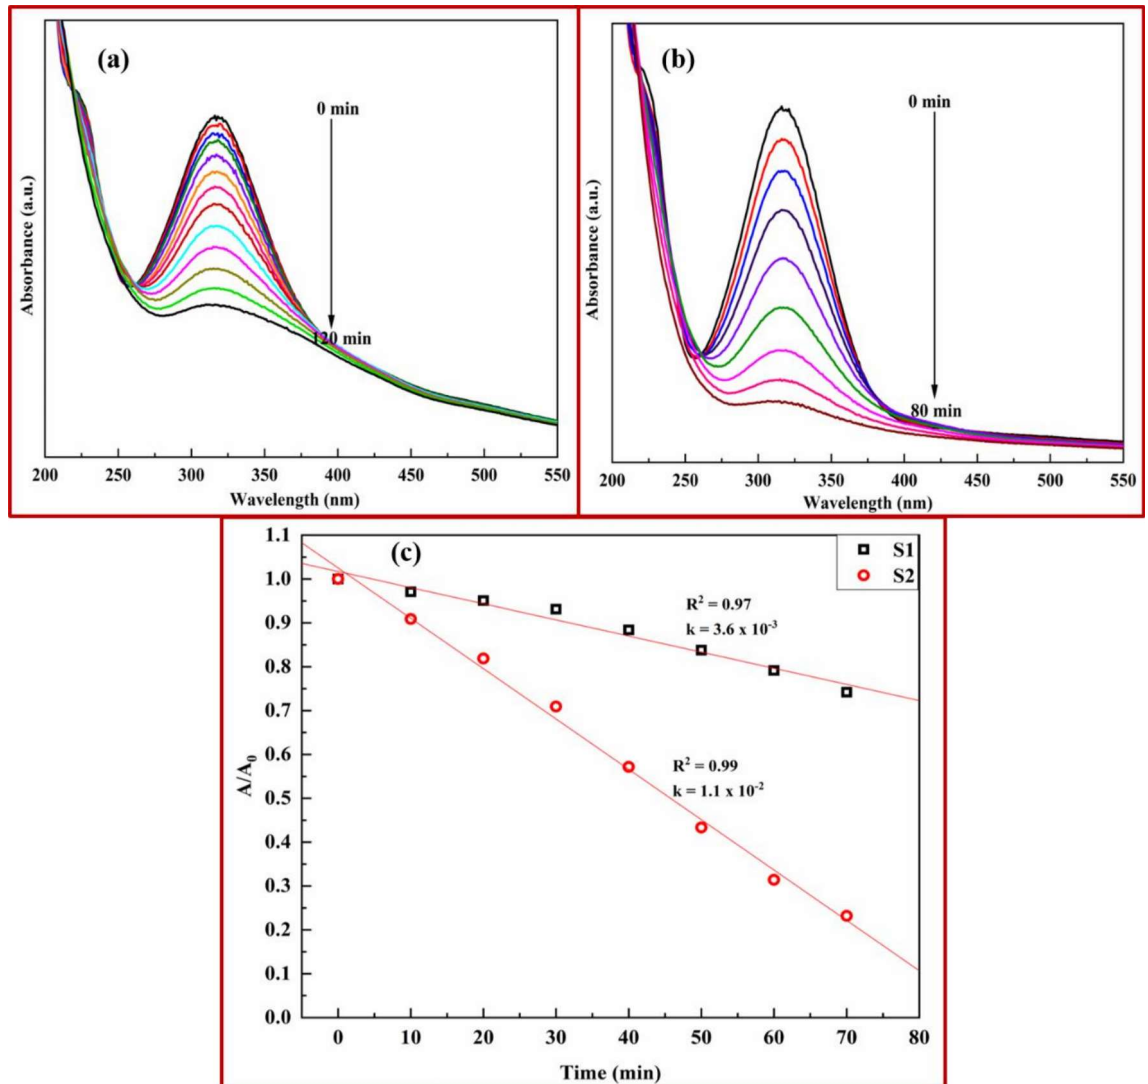 (a)
0 min
120 min
Absorbance (a.u.)
200 250 300 350 400 450 500 550
Wavelength (nm)
(b)
0 min
80 min
Absorbance (a.u.)
200 250 300 350 400 450 500 550
Wavelength (nm)
(c)
S1
S2
R² = 0.97
k = 3.6 x 10⁻³
R² = 0.99
k = 1.1 x 10⁻²
A/A₀
1.1
1.0
0.9
0.8
0.7
0.6
0.5
0.4
0.3
0.2
0.1
0.0
0 10 20 30 40 50 60 70 80
Time (min)